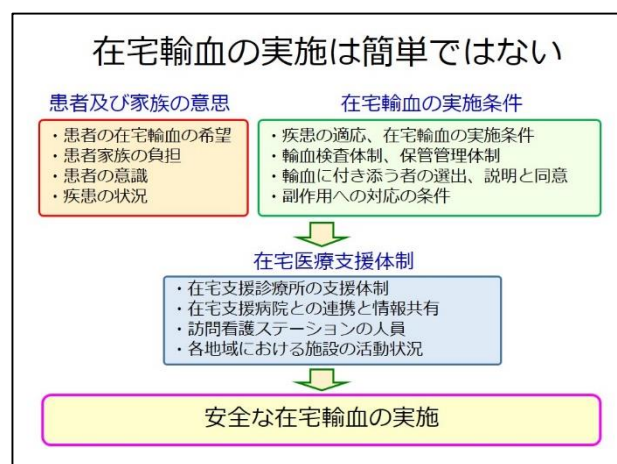 在宅輸血の実施は簡単ではない
患者及び家族の意思
・患者の在宅輸血の希望
・患者家族の負担
・患者の意識
・疾患の状況
在宅輸血の実施条件
・疾患の適応、在宅輸血の実施条件
・輸血検査体制、保管管理体制
・輸血に付き添う者の選出、説明と同意
・副作用への対応の条件
在宅医療支援体制
・在宅支援診療所の支援体制
・在宅支援病院との連携と情報共有
・訪問看護ステーションの人員
・各地域における施設の活動状況
安全な在宅輸血の実施